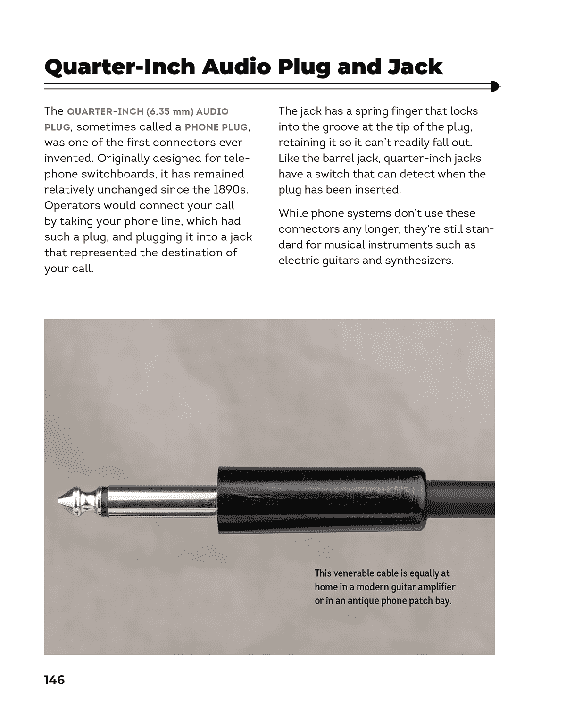 Quarter-Inch Audio Plug and Jack
The QUARTER-INCH (6.35 mm) AUDIO
PLUG, sometimes called a PHONE PLUG,
was one of the first connectors ever
invented. Originally designed for tele-
phone switchboards, it has remained
relatively unchanged since the 1890s.
Operators would connect your call
by taking your phone line, which had
such a plug, and plugging it into a jack
that represented the destination of
your call.
The jack has a spring finger that locks
into the groove at the tip of the plug,
retaining it so it can't readily fall out.
Like the barrel jack, quarter-inch jacks
have a switch that can detect when the
plug has been inserted.
While phone systems don't use these
connectors any longer, they're still stan-
dard for musical instruments such as
electric guitars and synthesizers.
This venerable cable is equally at
home in a modern guitar amplifier
or in an antique phone patch bay.
146